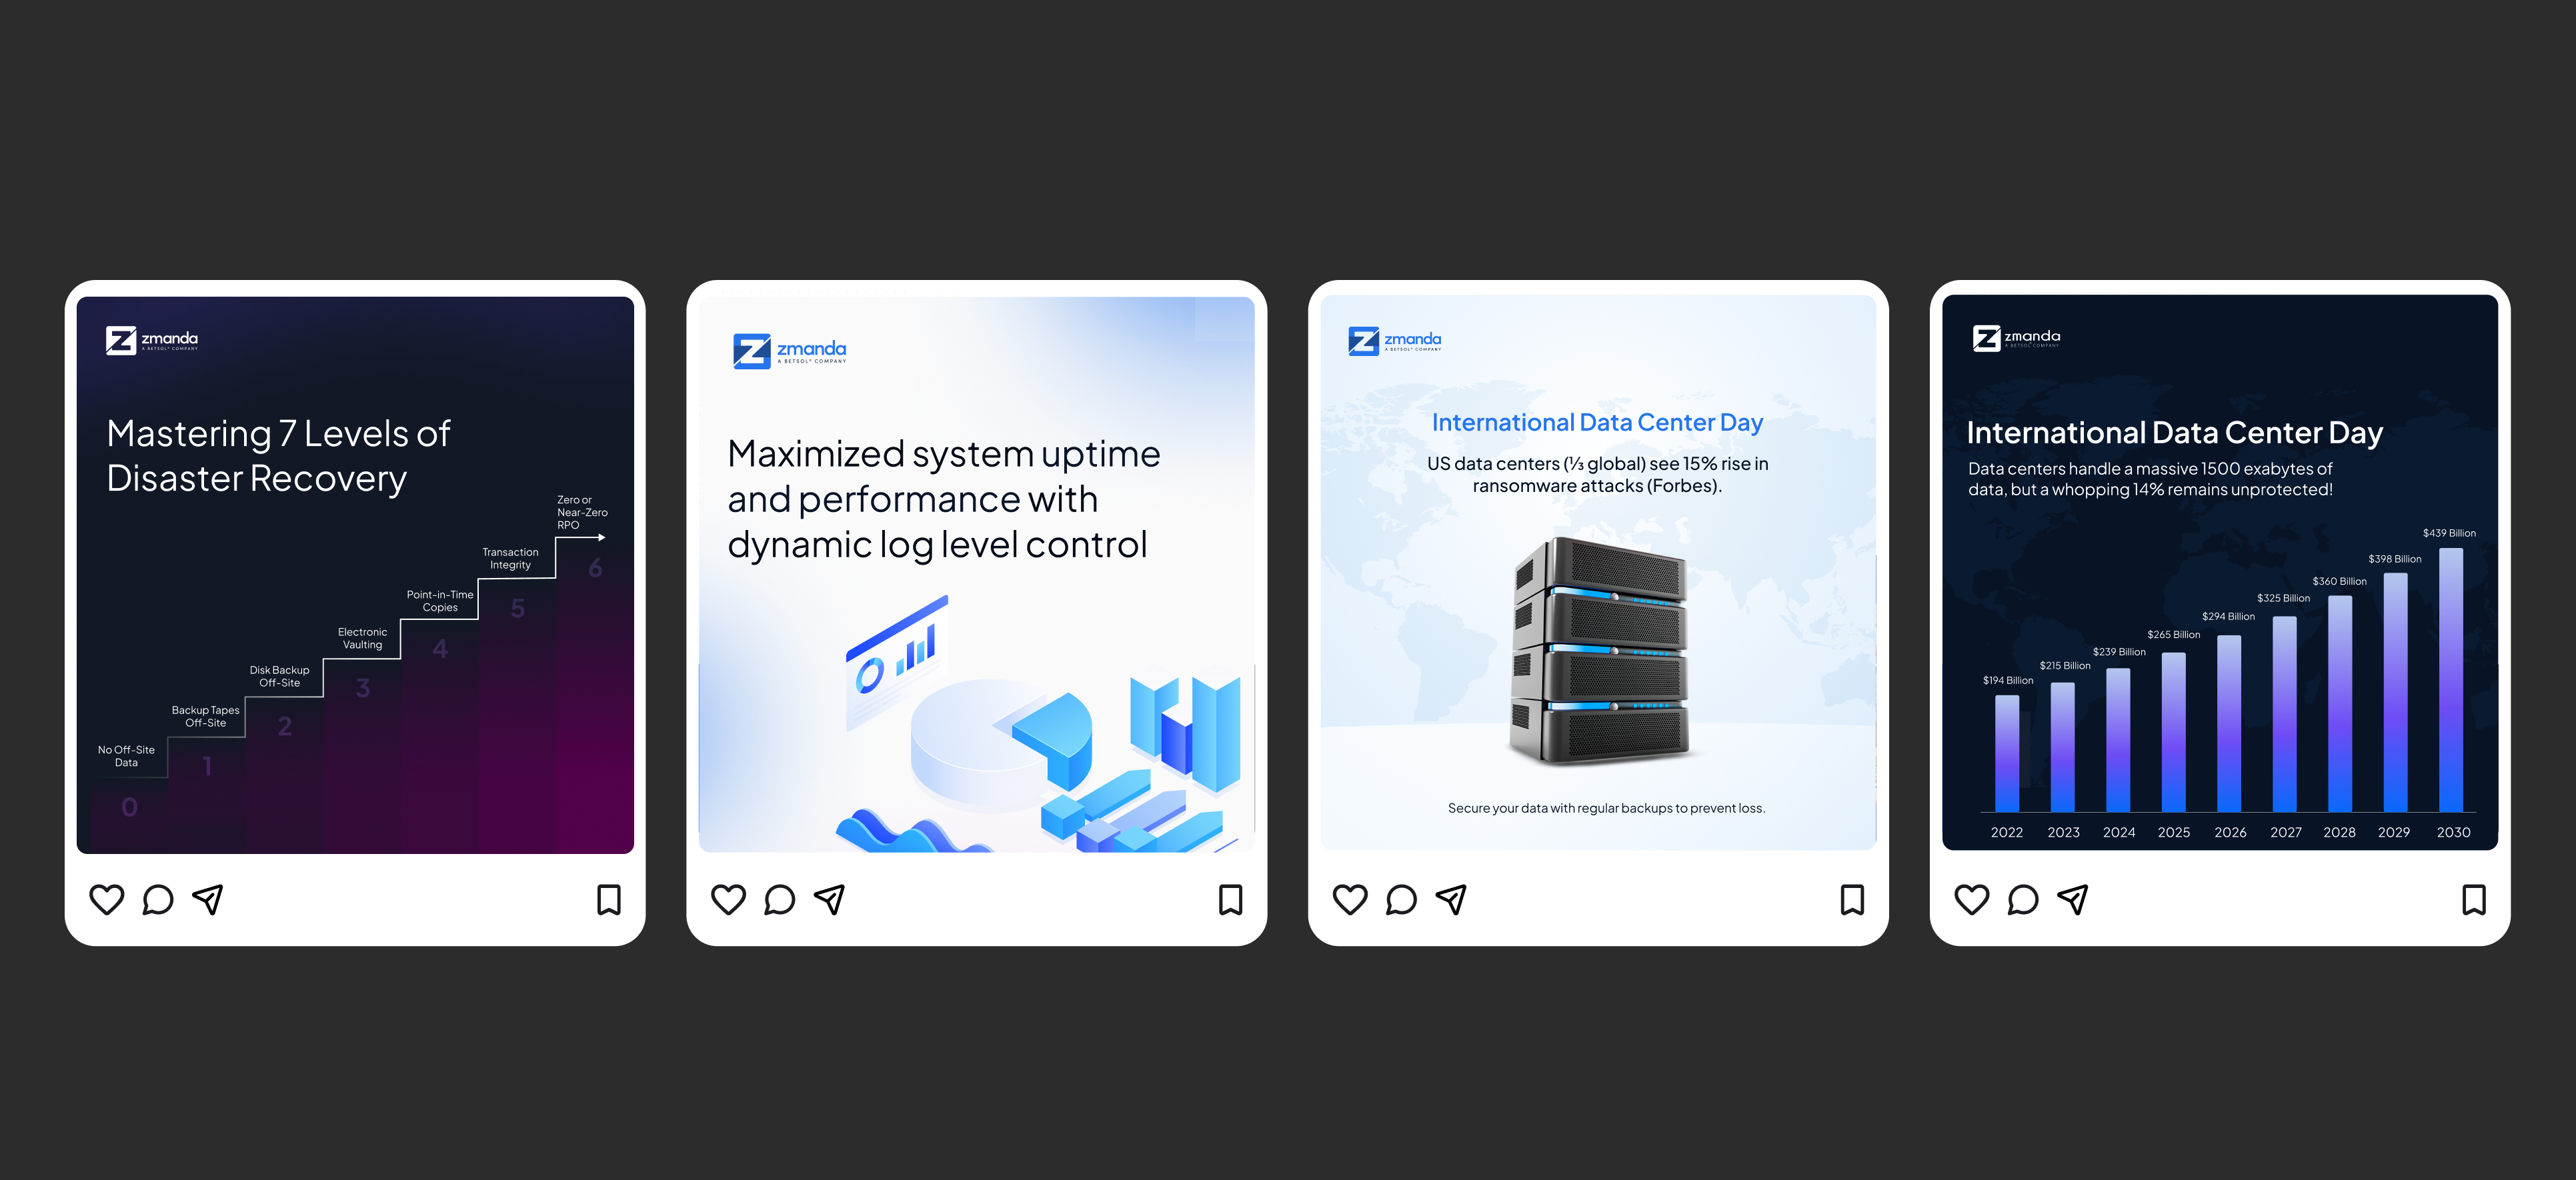 zmanda
A BETSOL® COMPANY
Mastering 7 Levels of
Disaster Recovery
Zero or
Near-Zero
RPO
6
Transaction
Integrity
5
Point-in-Time
Copies
4
Electronic
Vaulting
3
Disk Backup
Off-Site
2
Backup Tapes
Off-Site
1
No Off-Site
Data
0
zmanda
A BETSOL® COMPANY
Maximized system uptime
and performance with
dynamic log level control
zmanda
A BETSOL® COMPANY
International Data Center Day
US data centers (⅓ global) see 15% rise in
ransomware attacks (Forbes).
Secure your data with regular backups to prevent loss.
zmanda
A BETSOL® COMPANY
International Data Center Day
Data centers handle a massive 1500 exabytes of
data, but a whopping 14% remains unprotected!
$194 Billion
$215 Billion
$239 Billion
$265 Billion
$294 Billion
$325 Billion
$360 Billion
$398 Billion
$439 Billion
2022 2023 2024 2025 2026 2027 2028 2029 2030